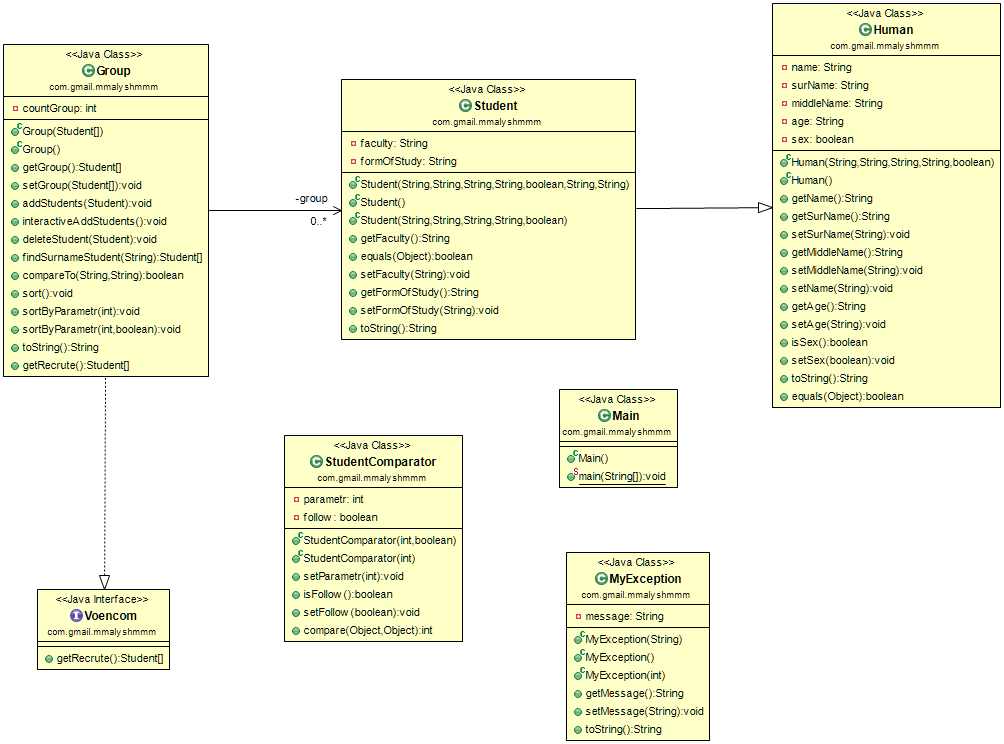 <<Java Class>>
Group
com.gmail.mmalyshmmm
countGroup: int
Group(Student[])
Group()
getGroup():Student[]
setGroup(Student[]):void
addStudents(Student):void
interactiveAddStudents():void
deleteStudent(Student):void
findSurnameStudent(String):Student[]
compareTo(String,String):boolean
sort():void
sortByParametr(int):void
sortByParametr(int,boolean):void
toString():String
getRecrute():Student[]
-group
0..*
<<Java Class>>
Student
com.gmail.mmalyshmmm
faculty: String
formOfStudy: String
Student(String,String,String,String,boolean,String,String)
Student()
Student(String,String,String,String,boolean)
getFaculty():String
equals(Object):boolean
setFaculty(String):void
getFormOfStudy():String
setFormOfStudy(String):void
toString():String
<<Java Class>>
Human
com.gmail.mmalyshmmm
name: String
surName: String
middleName: String
age: String
sex: boolean
Human(String,String,String,String,boolean)
Human()
getName():String
getSurName():String
setSurName(String):void
getMiddleName():String
setMiddleName(String):void
setName(String):void
getAge():String
setAge(String):void
isSex():boolean
setSex(boolean):void
toString():String
equals(Object):boolean
<<Java Class>>
Main
com.gmail.mmalyshmmm
Main()
main(String[]):void
<<Java Class>>
StudentComparator
com.gmail.mmalyshmmm
parametr: int
follow: boolean
StudentComparator(int,boolean)
StudentComparator(int)
setParametr(int):void
isFollow():boolean
setFollow(boolean):void
compare(Object,Object):int
<<Java Class>>
MyException
com.gmail.mmalyshmmm
message: String
MyException(String)
MyException()
MyException(int)
getMessage():String
setMessage(String):void
toString():String
<<Java Interface>>
Voencom
com.gmail.mmalyshmmm
getRecrute():Student[]